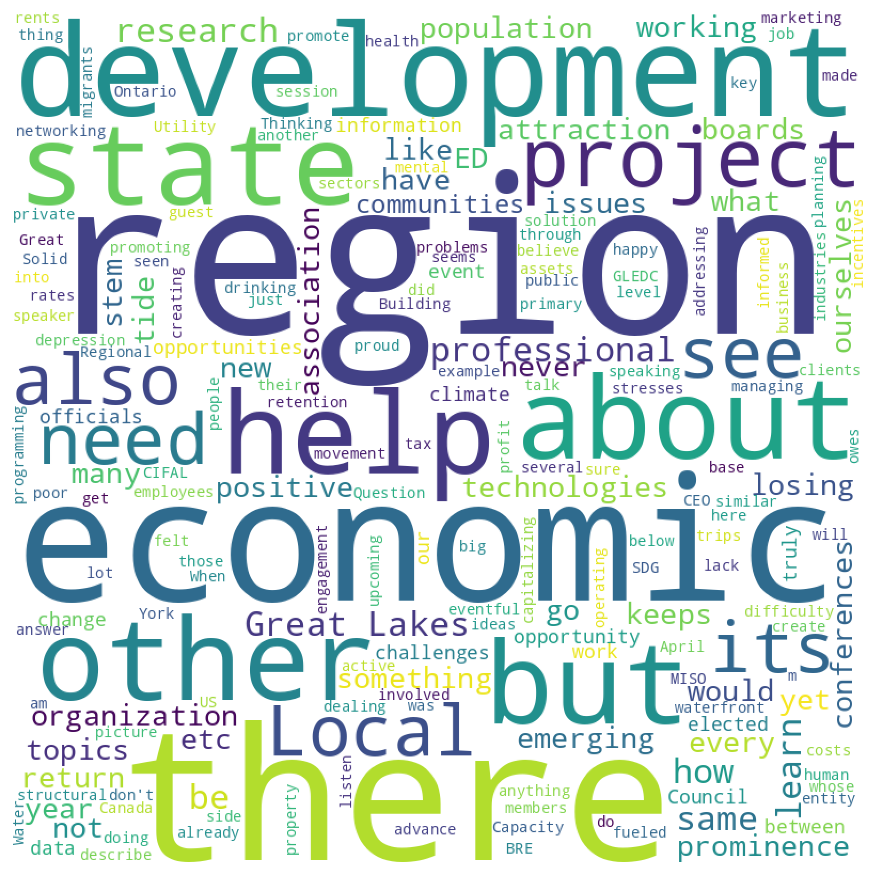 rents
thing
research
promote
health
population
working
marketing
job
development
migrants
Ontario
session
key
made
networking
Utility
Thinking
another
information
attraction
boards
industries
planning
state
sectors
mental
like
ED
have
project
what
incentives
private
guest
communities
issues
ourselves
region
Great
Solid
into
rates
speaker
stem
promoting
seen
tide
creating
drinking
just
association
problems
seems
event
did
Building
solution
through
believe
assets
public
primary
happy
GLEDC
level
addressing
informed
business
depression
Regional
opportunities
proud
professional
never
see
also
new
their
retention
example
talk
speaking
stresses
managing
clients
officials
people
climate
about
need
help
movement
tax
profit
several
sure
base
owes
programming
many
CIFAL
poor
get
employees
positive
Question
technologies
CEO
similar
here
losing
economic
lot
felt
those
When
engagement
upcoming
our
big
capitalizing
operating
below
SDG
trips
lack
truly
will
conferences
change
answer
York
Great Lakes
eventful
ideas
go
opportunity
keeps
difficulty
create
April
other
challenges
active
something
involved
but
work
MISO
its
m
am
US
organization
picture
etc
Local
dealing
was
would
waterfront
yet
elected
topics
emerging
every
learn
costs
return
there
listen
anything
members
how
Council
human
whose
entity
structural
don't
be
side
property
year
Canada
not
doing
already
advance
Capacity
do
fueled
same
between
Water
data
describe
BRE
prominence